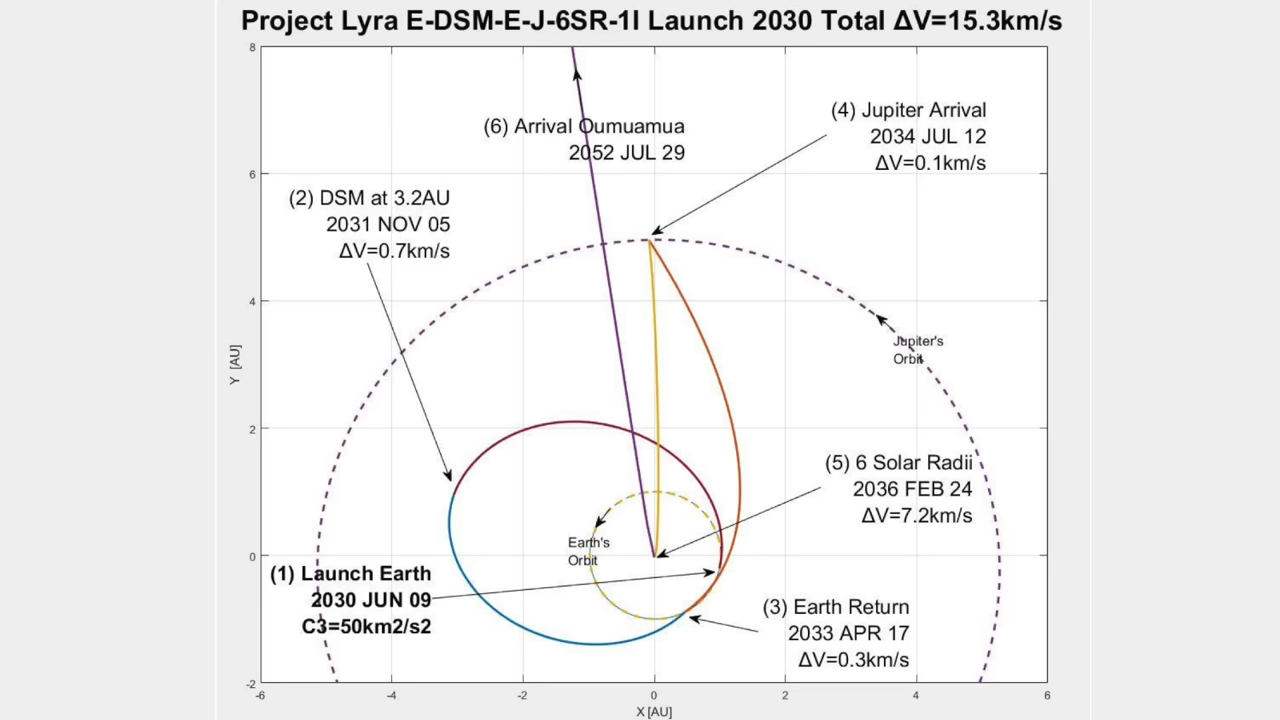 Project Lyra E-DSM-E-J-6SR-1I Launch 2030 Total ΔV=15.3km/s
8
6
4
2
0
-2
Y [AU]
(6) Arrival Oumuamua
2052 JUL 29
(4) Jupiter Arrival
2034 JUL 12
ΔV=0.1km/s
(2) DSM at 3.2AU
2031 NOV 05
ΔV=0.7km/s
Jupiter's
Orbit
(5) 6 Solar Radii
2036 FEB 24
ΔV=7.2km/s
Earth's
Orbit
(1) Launch Earth
2030 JUN 09
C3=50km2/s2
(3) Earth Return
2033 APR 17
ΔV=0.3km/s
-6
-4
-2
0
2
4
6
X [AU]